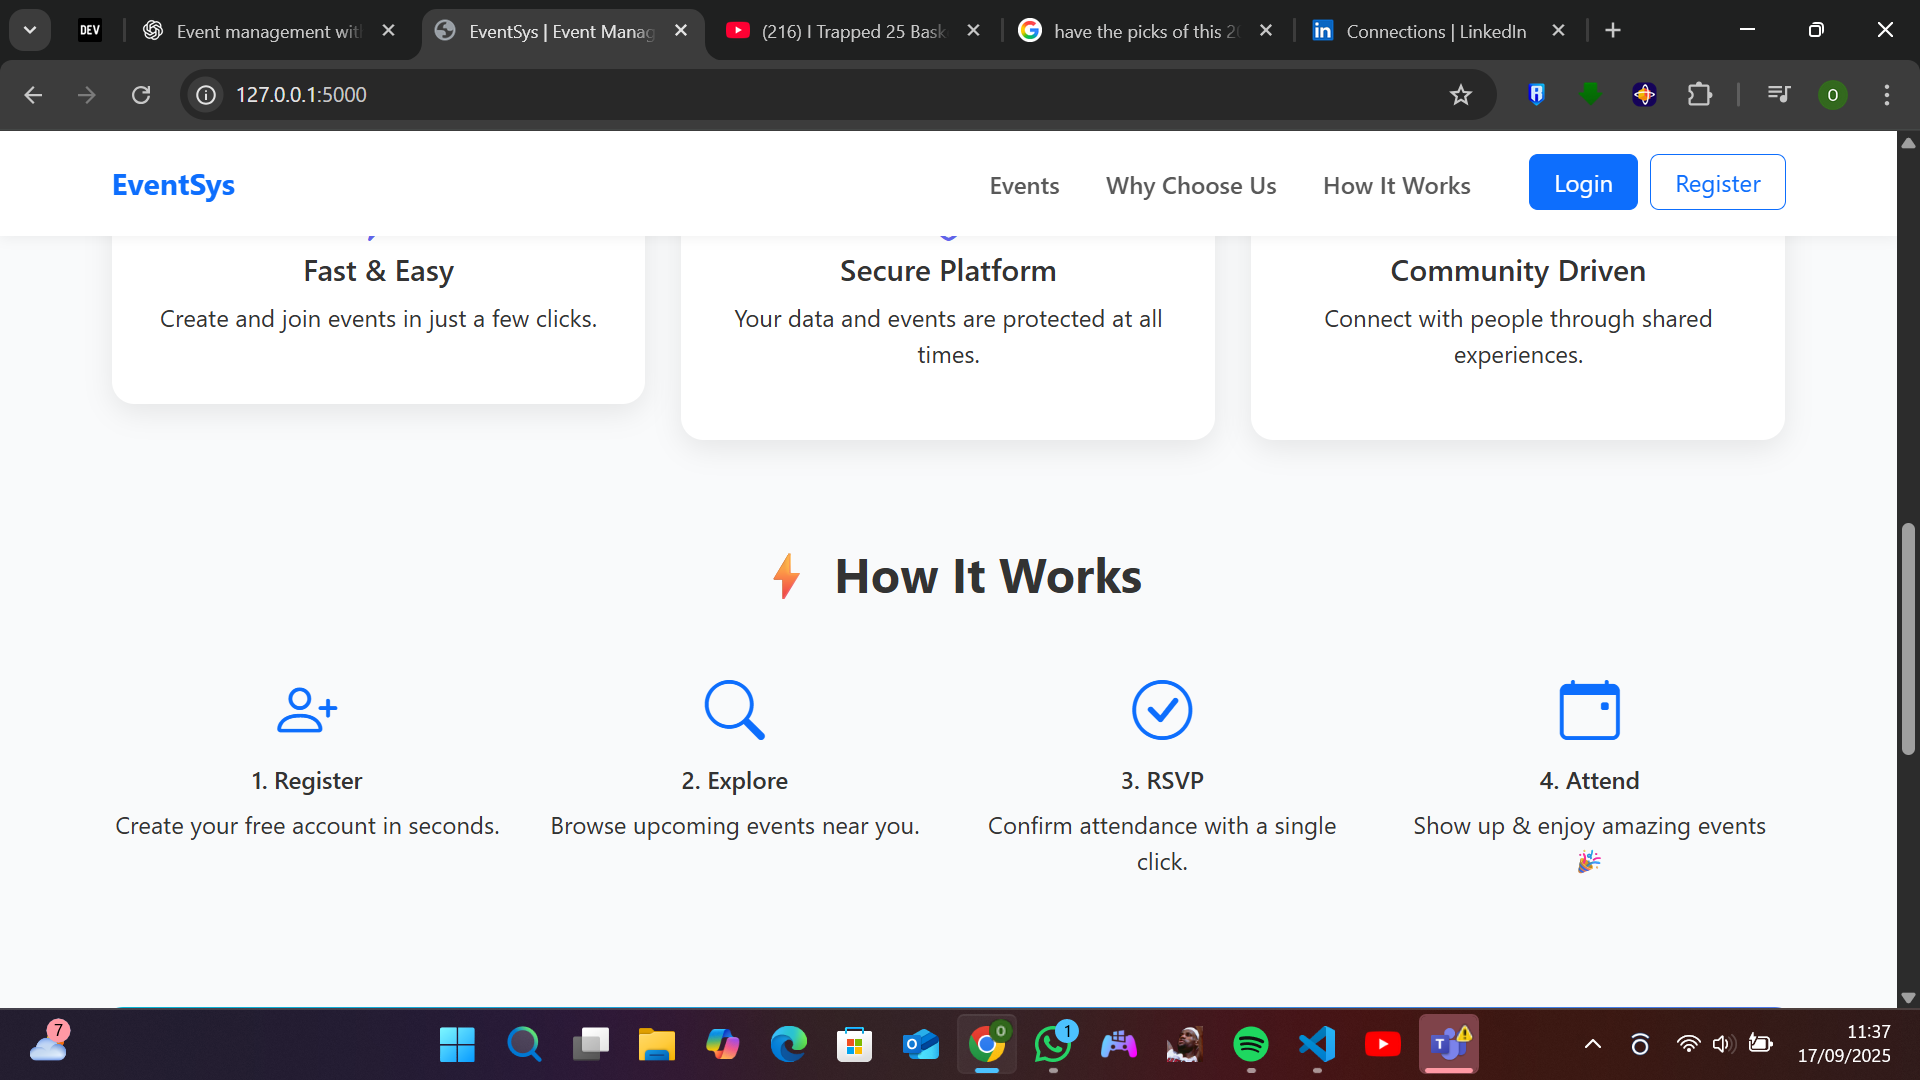 DEV
Event management wit
EventSys | Event Manag
(216) I Trapped 25 Bask
have the picks of this 20
Connections | LinkedIn
127.0.0.1:5000
O
EventSys
Events
Why Choose Us
How It Works
Login
Register
Fast & Easy
Create and join events in just a few clicks.
Secure Platform
Your data and events are protected at all
times.
Community Driven
Connect with people through shared
experiences.
How It Works
1. Register
Create your free account in seconds.
2. Explore
Browse upcoming events near you.
3. RSVP
Confirm attendance with a single
click.
4. Attend
Show up & enjoy amazing events
🎉
7
1
11:37
17/09/2025